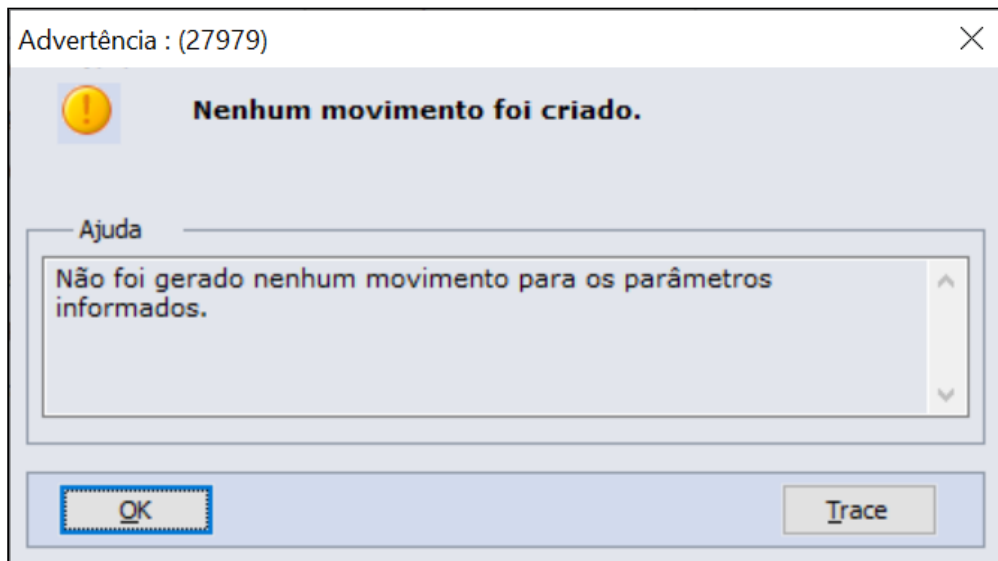 Advertência : (27979)
Nenhum movimento foi criado.
Ajuda
Não foi gerado nenhum movimento para os parâmetros
informados.
OK
Trace